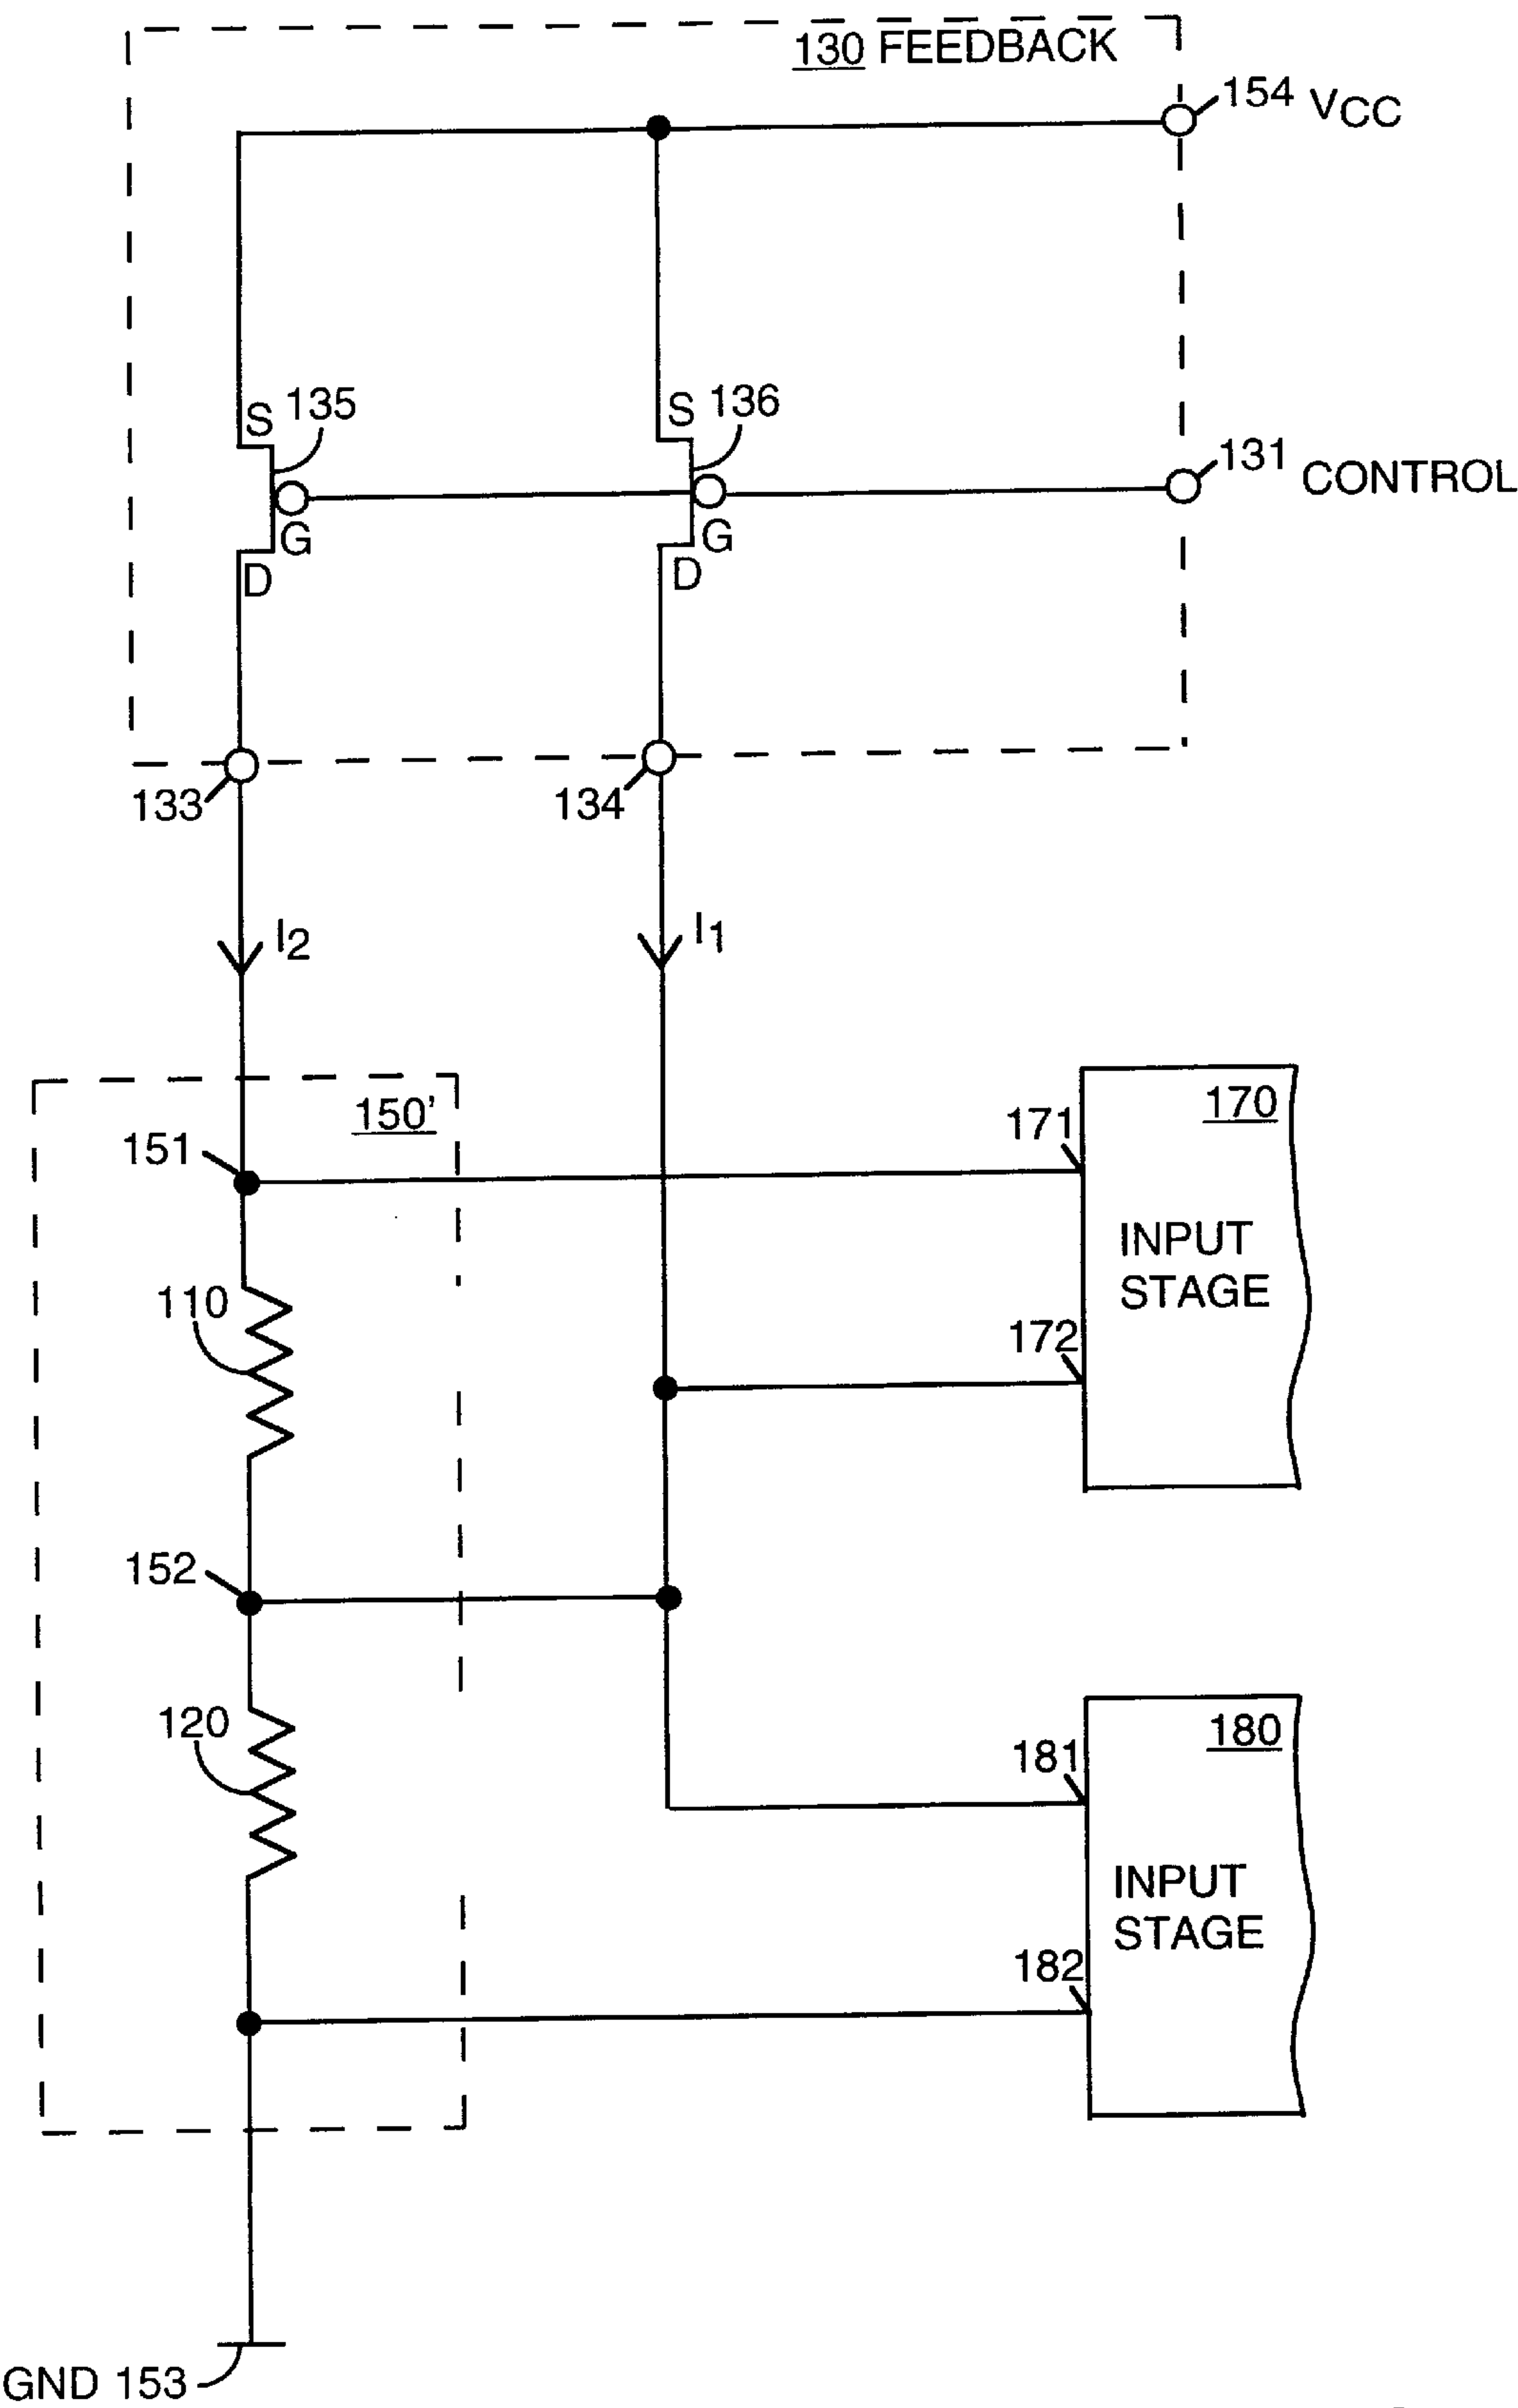 130 FEEDBACK
154 VCC
S 135
S 136
131 CONTROL
G
G
D
D
133
134
I2
I1
150'
170
171
151
INPUT
STAGE
110
172
152
180
120
181
INPUT
STAGE
182
GND 153